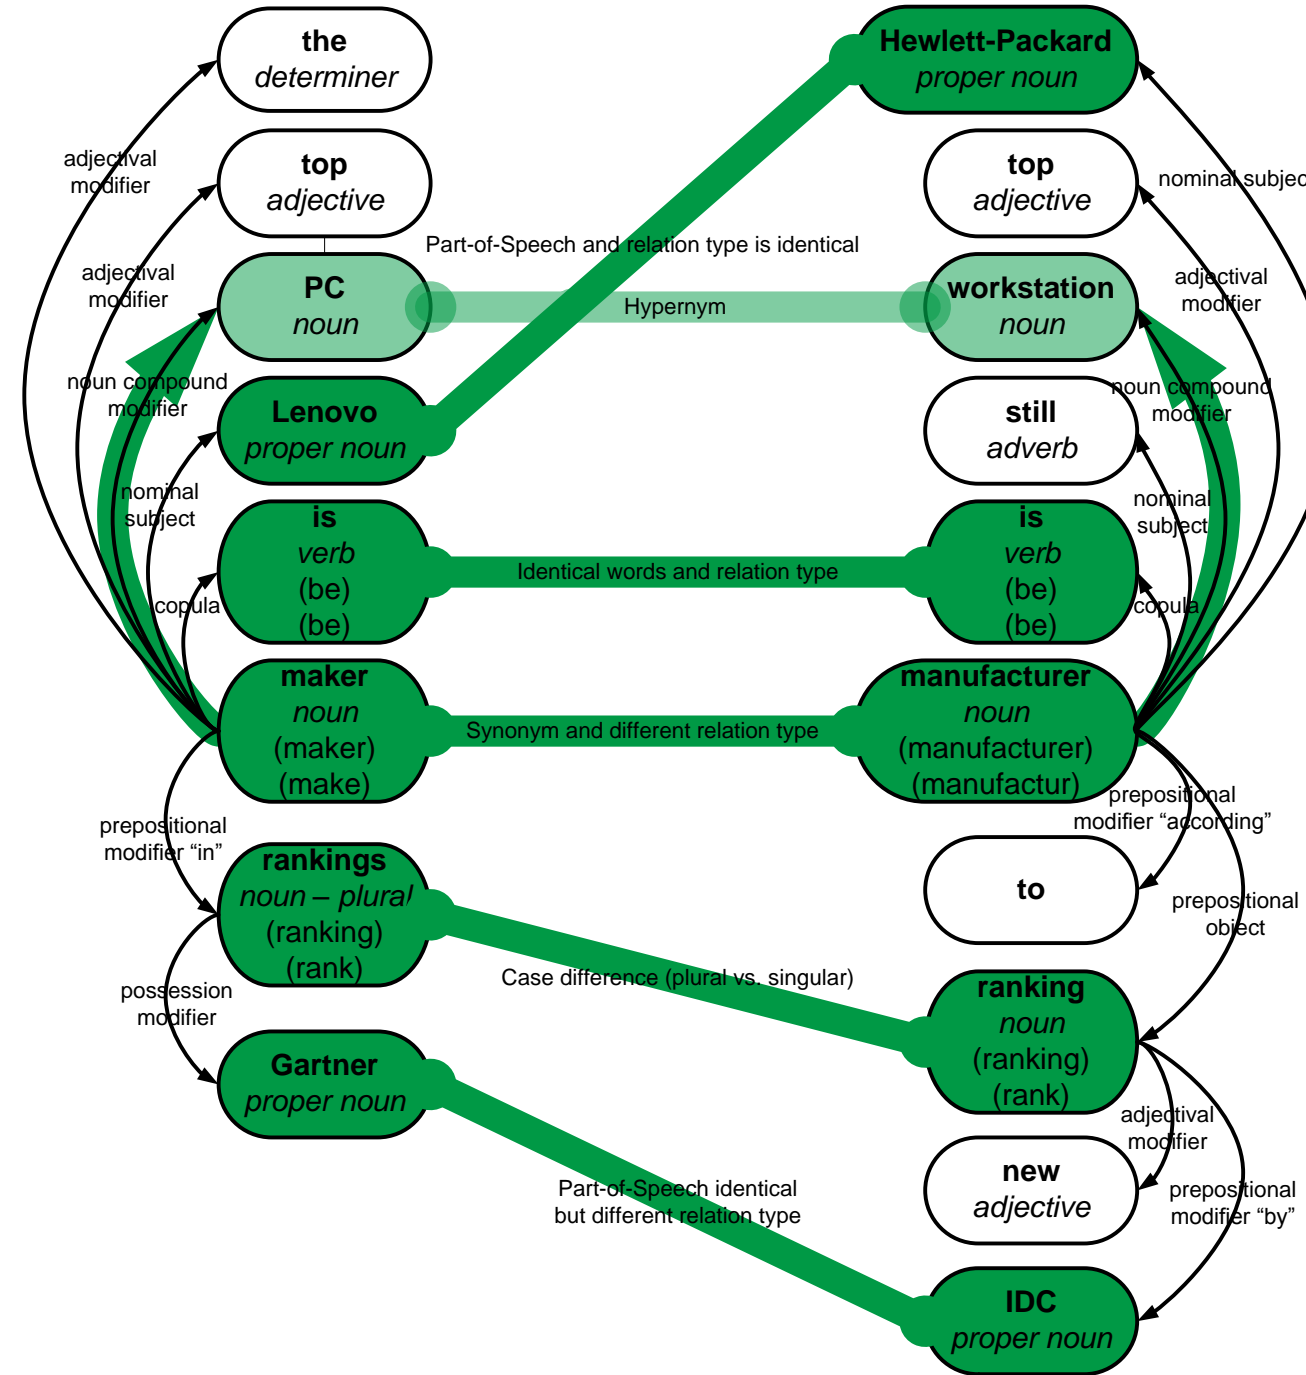 the
determiner
top
adjective
PC
noun
Lenovo
proper noun
is
verb
(be)
(be)
maker
noun
(maker)
(make)
rankings
noun – plural
(ranking)
(rank)
Gartner
proper noun
adjectival
modifier
adjectival
modifier
noun compound
modifier
nominal
subject
copula
prepositional
modifier “in”
possession
modifier
Part-of-Speech and relation type is identical
Hypernym
Identical words and relation type
Synonym and different relation type
Case difference (plural vs. singular)
Part-of-Speech identical
but different relation type
Hewlett-Packard
proper noun
top
adjective
workstation
noun
still
adverb
is
verb
(be)
(be)
manufacturer
noun
(manufacturer)
(manufactur)
to
ranking
noun
(ranking)
(rank)
new
adjective
IDC
proper noun
nominal subjec
adjectival
modifier
noun compound
modifier
nominal
subject
copula
prepositional
modifier “according”
prepositional
object
adjectival
modifier
prepositional
modifier “by”